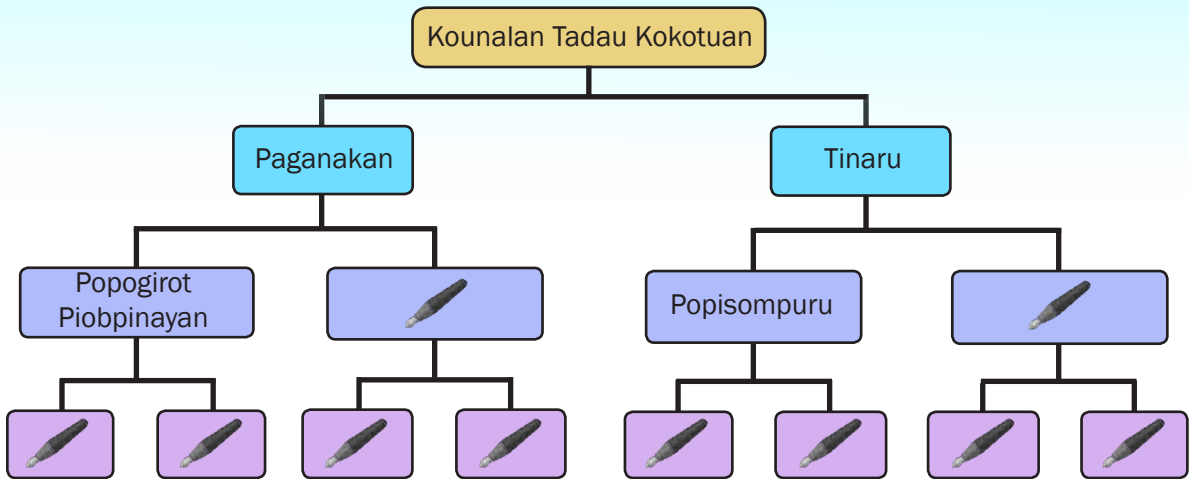 Kounalan Tadau Kokotuan
Paganakan
Tinaru
Popogirot
Piobpinayan
Popisompuru